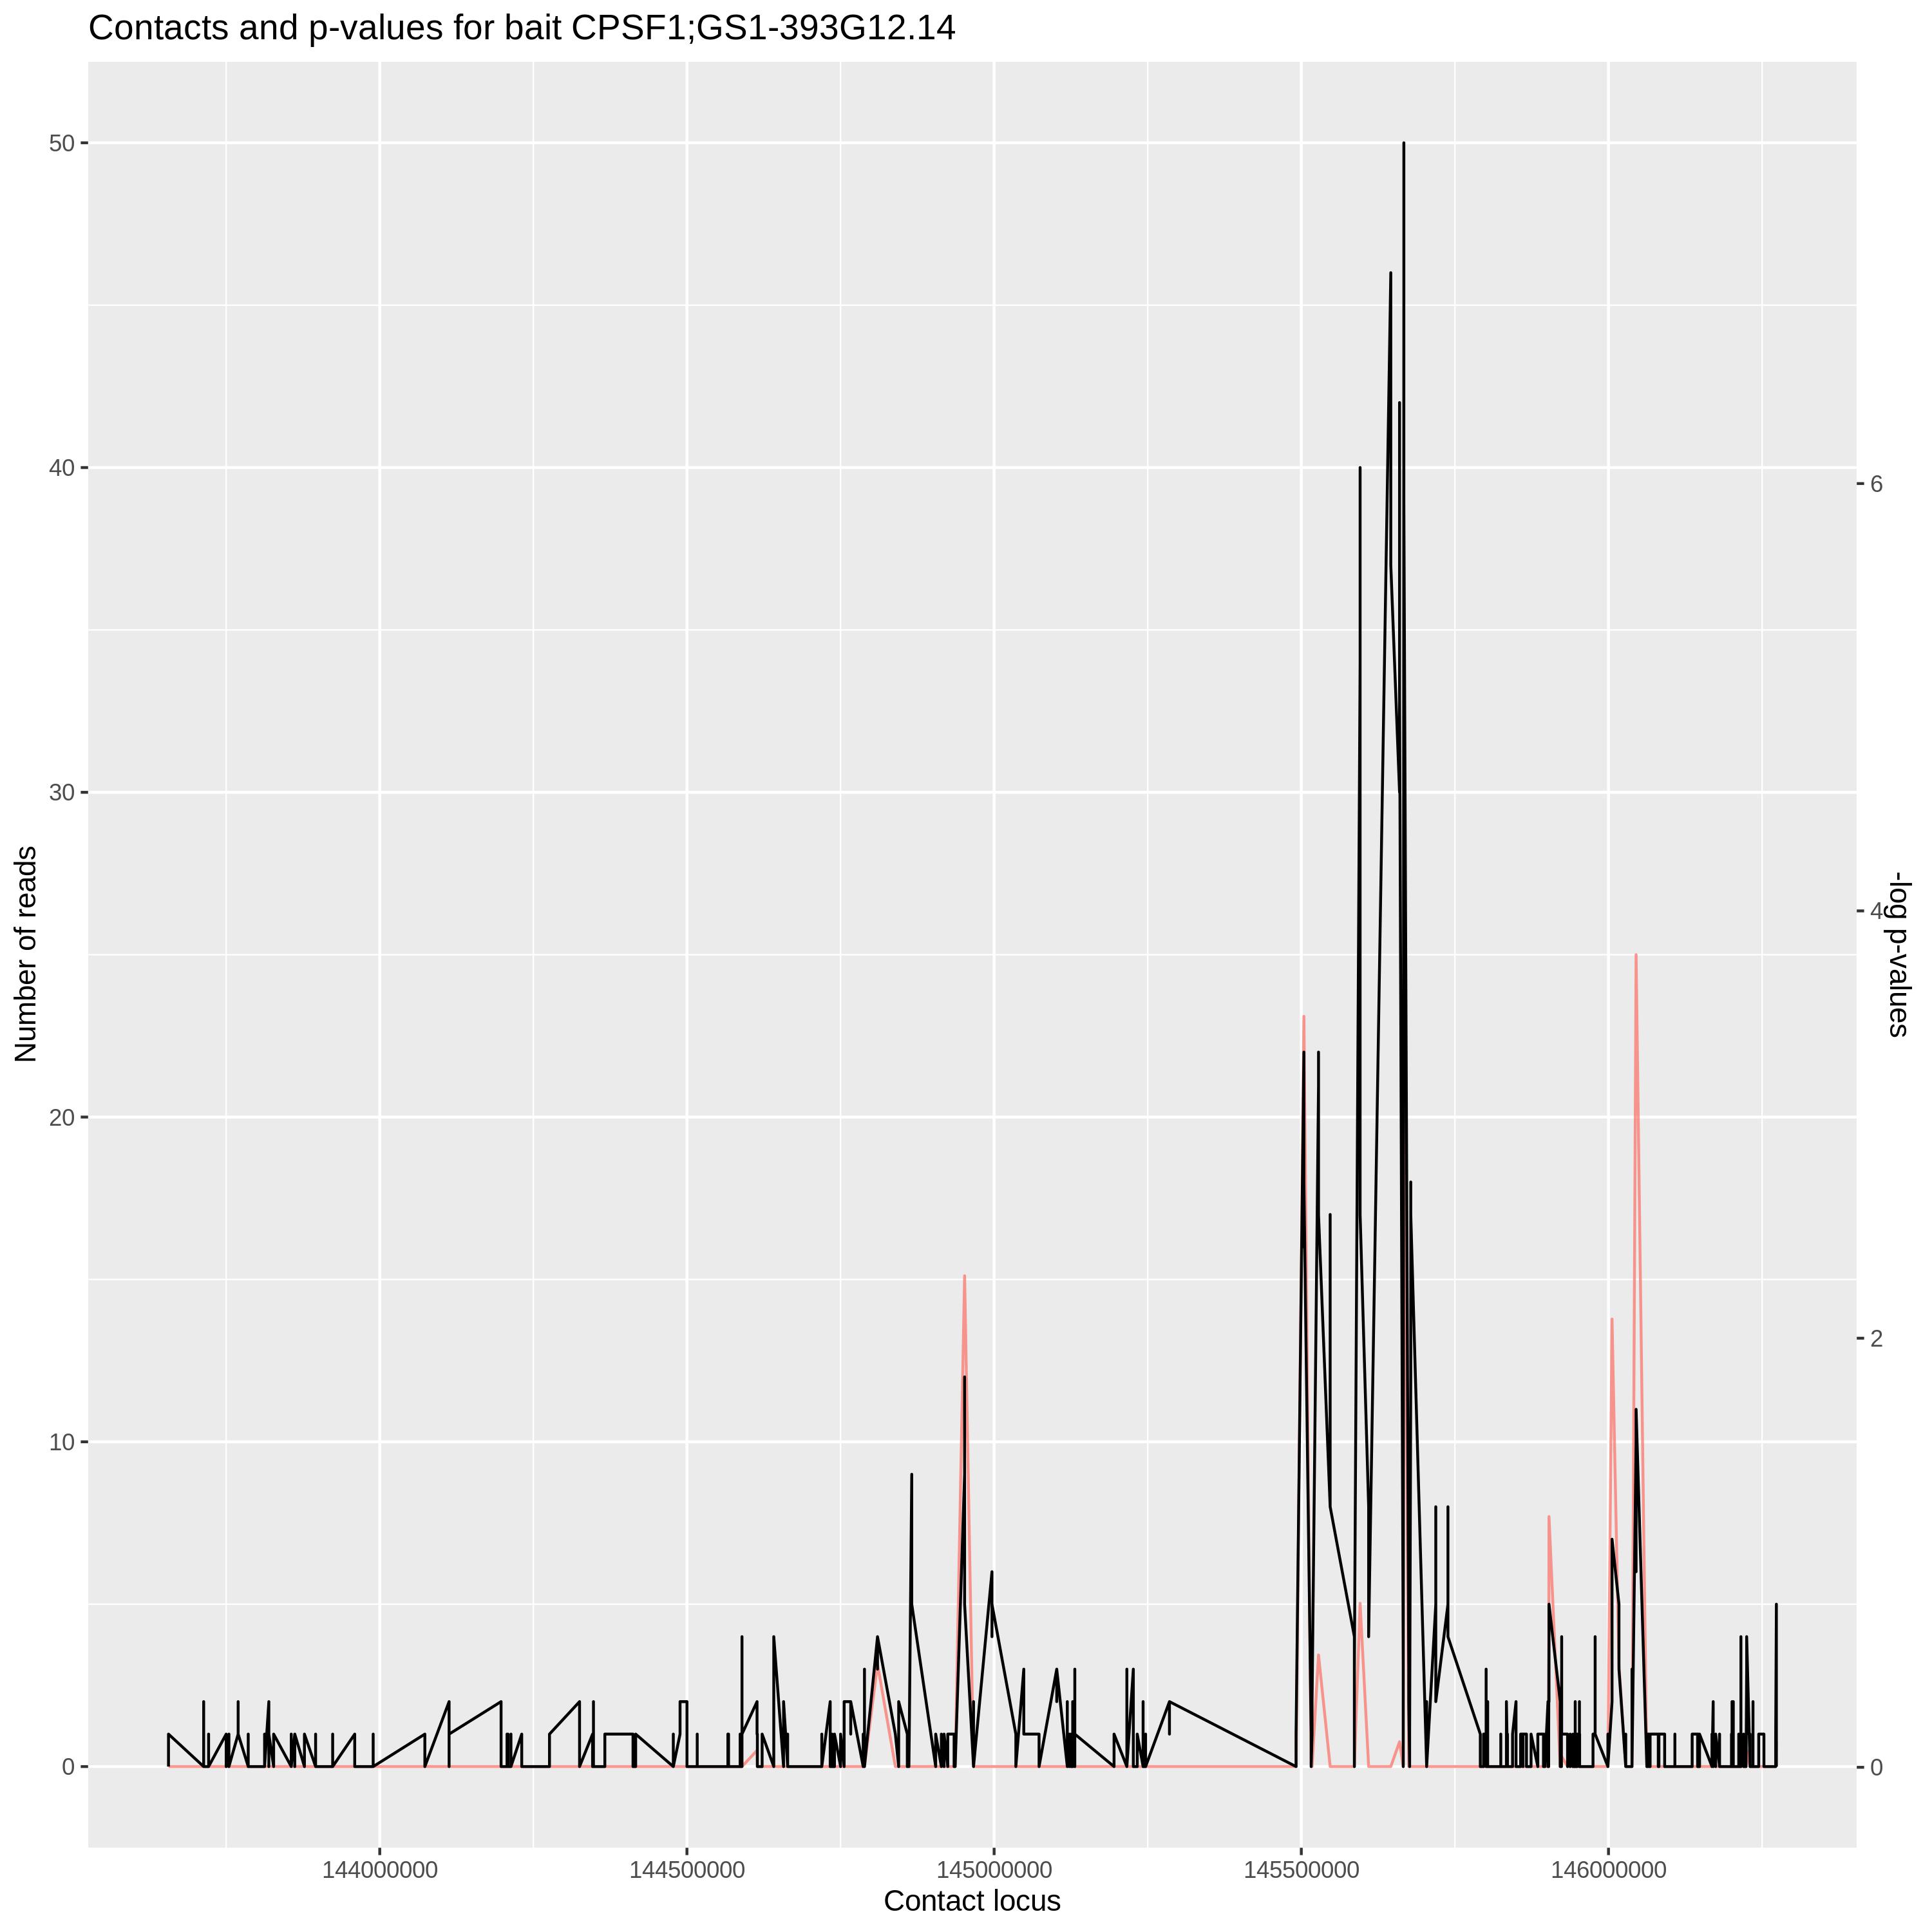 Contacts and p-values for bait CPSF1;GS1-393G12.14
50
40
30
20
10
0
Number of reads
6
4
2
0
-log p-values
144000000 144500000 145000000 145500000 146000000
Contact locus